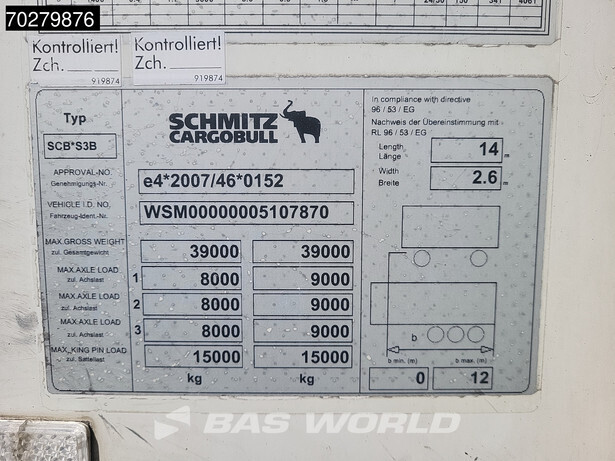 70279876
24/30 150 341 4061
Kontrolliert! Kontrolliert!
Zch. Zch.
919874 919874
Typ
SCB*S3B
SCHMITZ
CARGOBULL
In compliance with directive
96 / 53 / EG
Nachweis der Übereinstimmung mit
RL 96 / 53 / EG
Length
Länge 14 m
Width
Breite 2.6 m
APPROVAL-NO.
Genehmigungs-Nr. e4*2007/46*0152
VEHICLE I.D. NO.
Fahrzeug-Ident.-Nr. WSM00000005107870
MAX.GROSS WEIGHT
zul. Gesamtgewicht 39000 39000
MAX.AXLE LOAD
zul. Achslast 1 8000 9000
MAX.AXLE LOAD
zul. Achslast 2 8000 9000
MAX.AXLE LOAD
zul. Achslast 3 8000 9000
MAX. KING PIN LOAD
zul. Sattellast 15000 15000
kg kg
b
b min. (m) b max. (m)
0 12
BAS WORLD